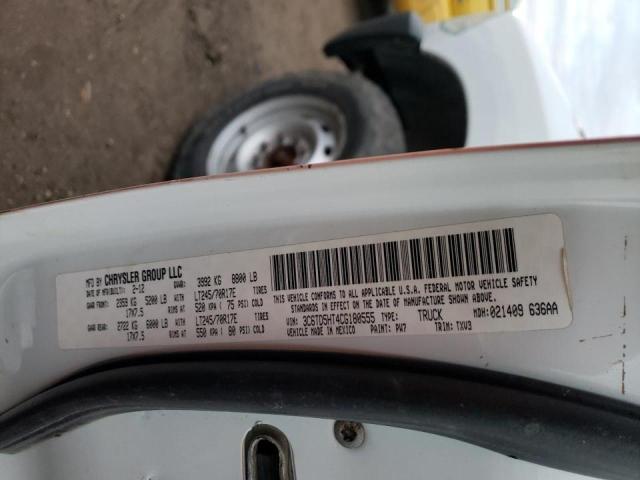 MFD BY CHRYSLER GROUP LLC
DATE OF MFR/BUILT: 2-12 GVWR: 3992 KG 8800 LB
GAWR FRONT: 2359 KG 5200 LB LT245/70R17E TIRES
17X7.5 RIMS AT 520 KPA / 75 PSI COLD
GAWR REAR: 2722 KG 6000 LB LT245/70R17E TIRES
17X7.5 RIMS AT 550 KPA / 80 PSI COLD
THIS VEHICLE CONFORMS TO ALL APPLICABLE U.S.A. FEDERAL MOTOR VEHICLE SAFETY
STANDARDS IN EFFECT ON THE DATE OF MANUFACTURE SHOWN ABOVE.
VIN: 3C6TD5HT4CG180555 TYPE: TRUCK MDH: 021409 636AA
VEHICLE MADE IN MEXICO PAINT: PW7 TRIM: TXV9